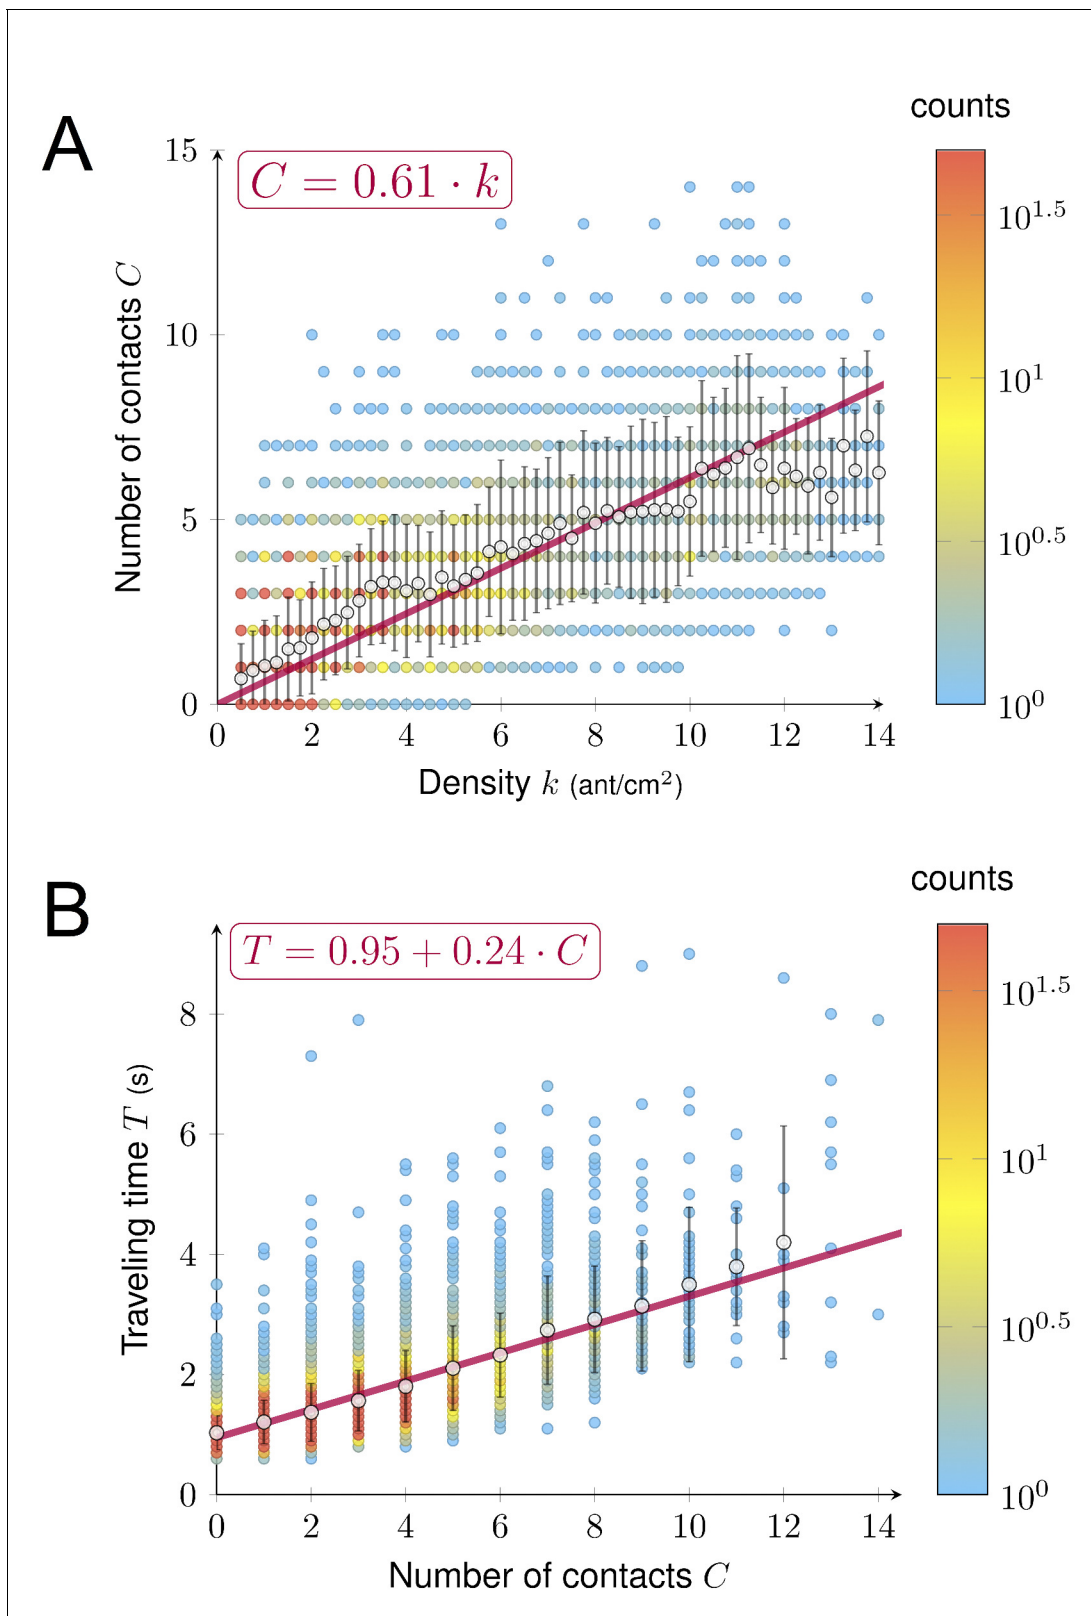 counts
A
15
C = 0.61 · k
10^1.5
10
10^1
Number of contacts C
5
10^0.5
0
10^0
0 2 4 6 8 10 12 14
Density k (ant/cm²)
counts
B
T = 0.95 + 0.24 · C
10^1.5
8
6
10^1
Traveling time T (s)
4
10^0.5
2
0
10^0
0 2 4 6 8 10 12 14
Number of contacts C